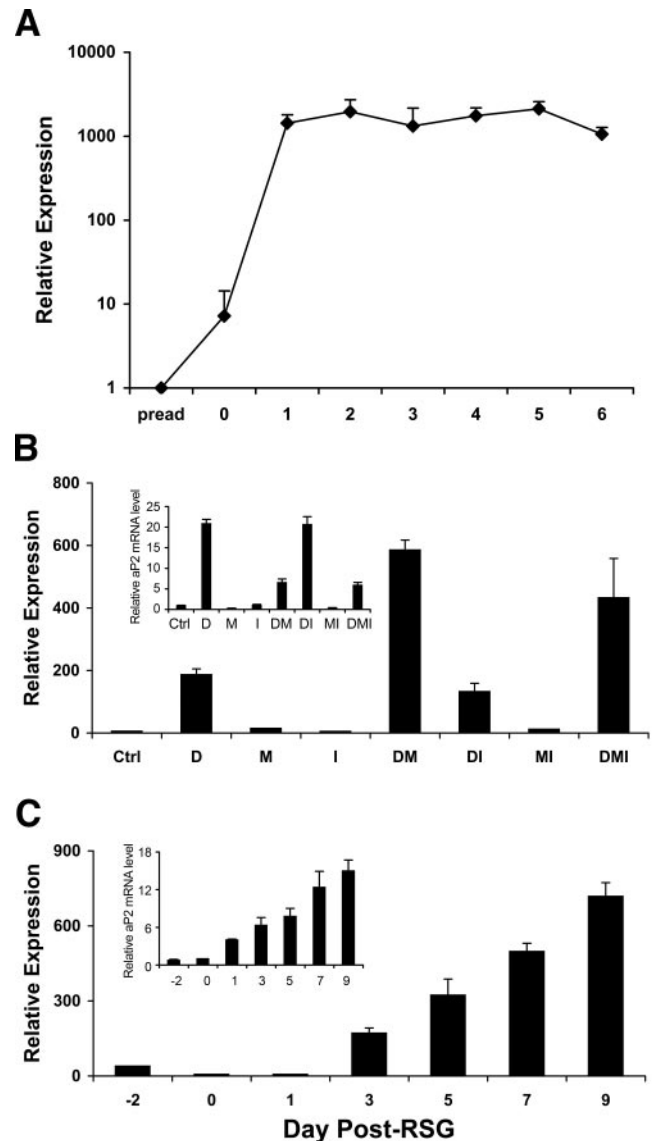 A
Relative Expression
10000
1000
100
10
1
pread 0 1 2 3 4 5 6
B
Relative Expression
800
600
400
200
0
Ctrl D M I DM DI MI DMI
Relative aP2 mRNA level
25
20
15
10
5
0
Ctrl D M I DM DI MI DMI
C
Relative Expression
900
600
300
0
-2 0 1 3 5 7 9
Relative aP2 mRNA level
18
12
6
0
-2 0 1 3 5 7 9
Day Post-RSG